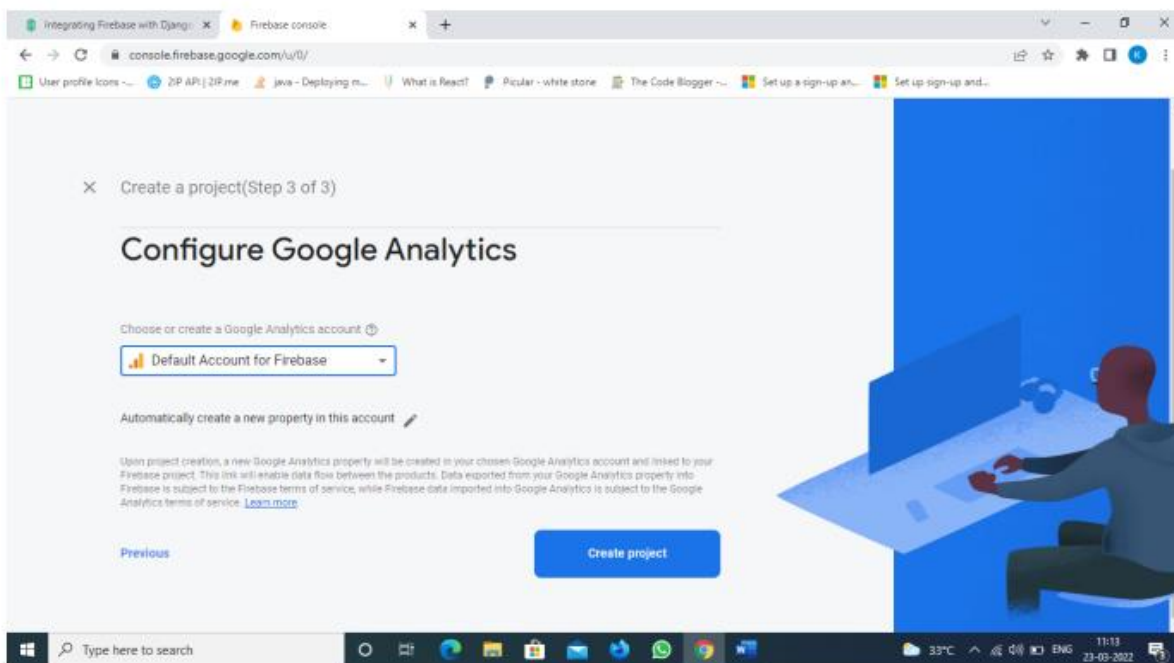 Integrating Firebase with Djang
Firebase console
console.firebase.google.com/u/0/
User profile Icons -...
ZIP API | ZIP.me
java - Deploying m...
What is React?
Picular - white stone
The Code Blogger -...
Set up a sign-up an...
Set up sign-up and...
K
Create a project(Step 3 of 3)
Configure Google Analytics
Choose or create a Google Analytics account
Default Account for Firebase
Automatically create a new property in this account
Upon project creation, a new Google Analytics property will be created in your chosen Google Analytics account and linked to your
Firebase project. This link will enable data flow between the products. Data exported from your Google Analytics property into
Firebase is subject to the Firebase terms of service, while Firebase data imported into Google Analytics is subject to the Google
Analytics terms of service. Learn more
Previous
Create project
Type here to search
33°C
ENG
11:13
23-03-2022